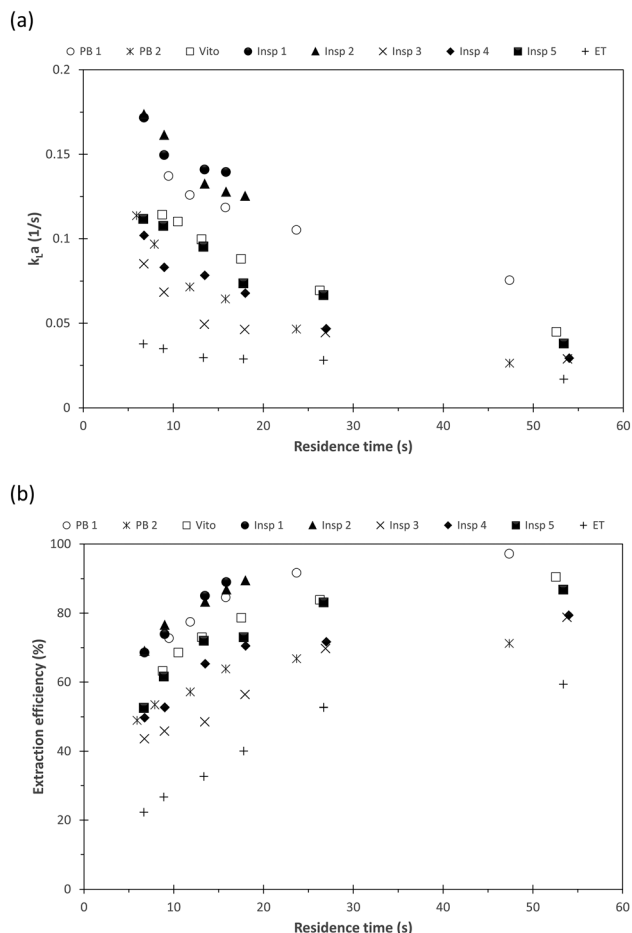 (a)
PB 1 PB 2 Vito Insp 1 Insp 2 Insp 3 Insp 4 Insp 5 ET
0.2
0.15
0.1
0.05
0
kLa (1/s)
0 10 20 30 40 50 60
Residence time (s)
(b)
PB 1 PB 2 Vito Insp 1 Insp 2 Insp 3 Insp 4 Insp 5 ET
100
80
60
40
20
0
Extraction efficiency (%)
0 10 20 30 40 50 60
Residence time (s)